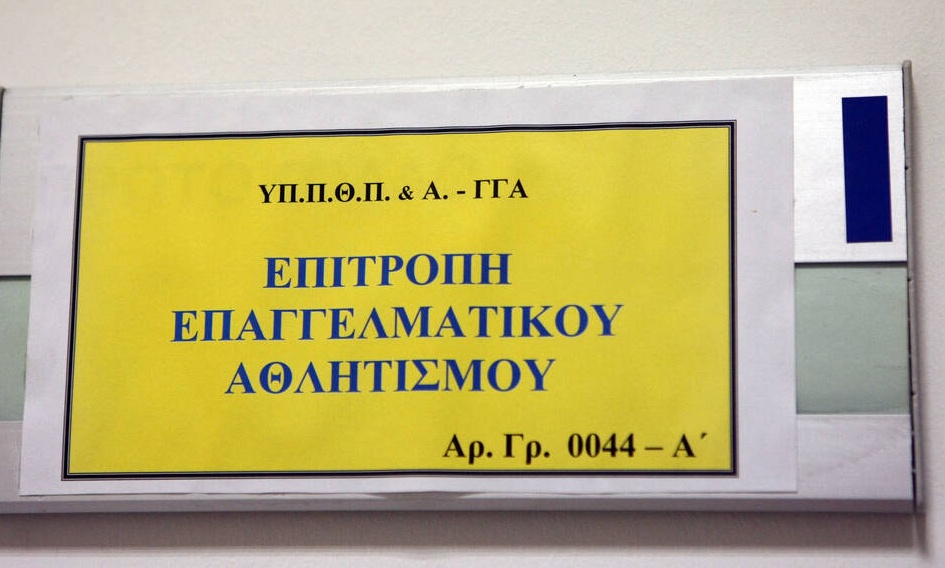 ΥΠ.Π.Θ.Π. & Α. - ΓΓΑ
ΕΠΙΤΡΟΠΗ
ΕΠΑΓΓΕΛΜΑΤΙΚΟΥ
ΑΘΛΗΤΙΣΜΟΥ
Αρ. Γρ. 0044 – Α΄